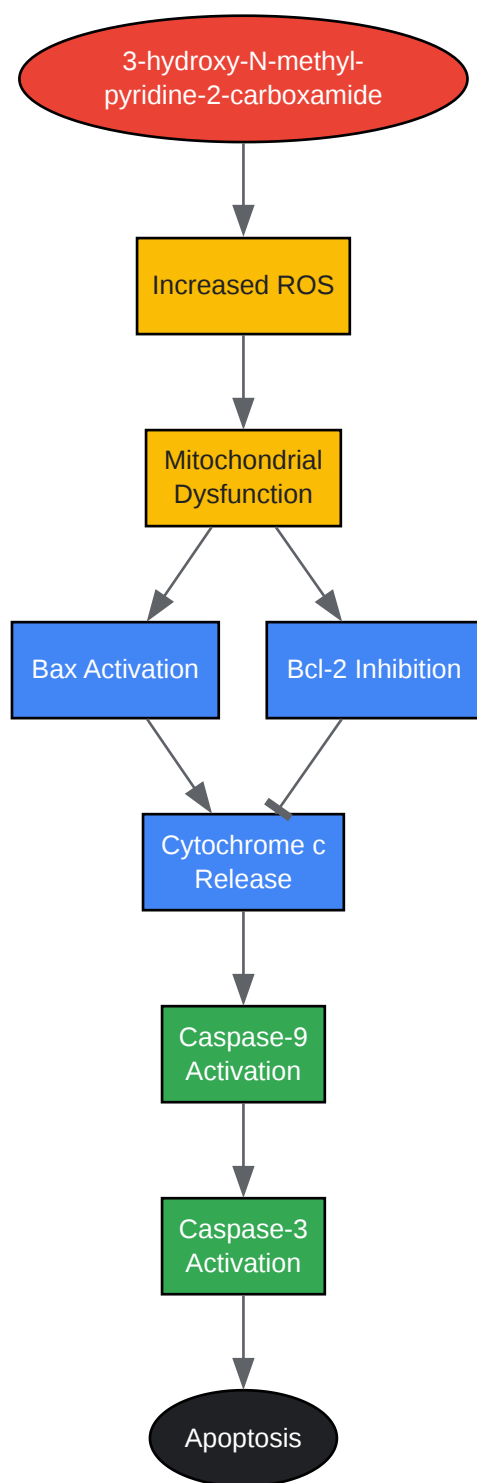 3-hydroxy-N-methyl-
pyridine-2-carboxamide
Increased ROS
Mitochondrial
Dysfunction
Bax Activation
Bcl-2 Inhibition
Cytochrome c
Release
Caspase-9
Activation
Caspase-3
Activation
Apoptosis